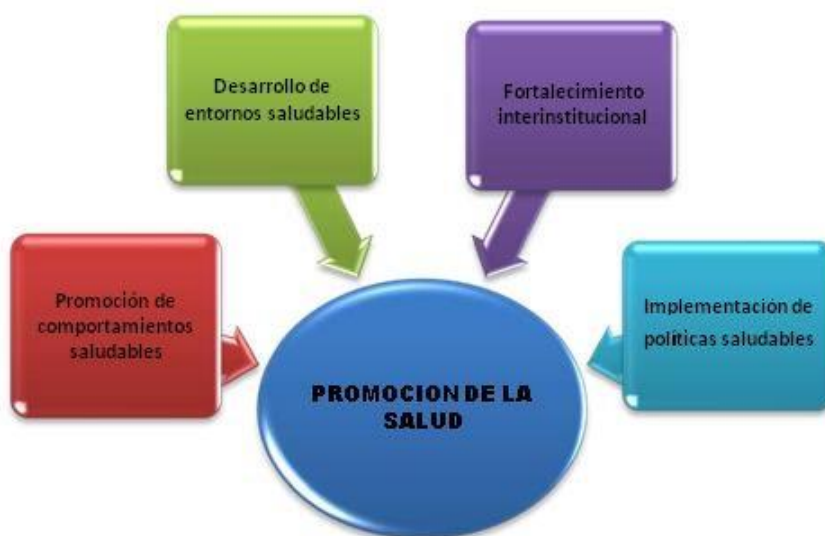 Desarrollo de
entornos saludables
Fortalecimiento
interinstitucional
Promoción de
comportamientos
saludables
Implementación de
políticas saludables
PROMOCION DE LA
SALUD